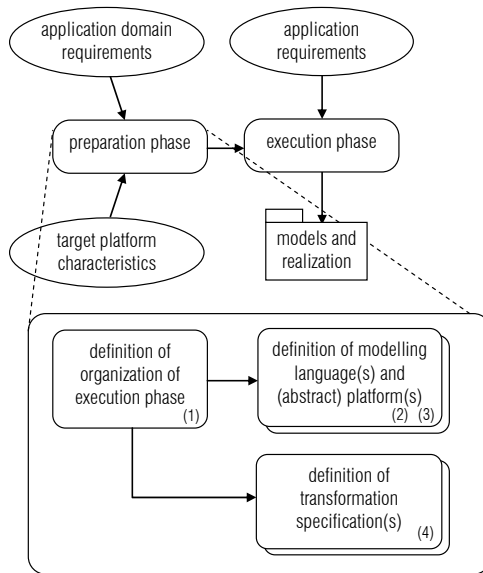 application domain
requirements
application
requirements
preparation phase
execution phase
target platform
characteristics
models and
realization
definition of
organization of
execution phase
(1)
definition of modelling
language(s) and
(abstract) platform(s)
(2) (3)
definition of
transformation
specification(s)
(4)